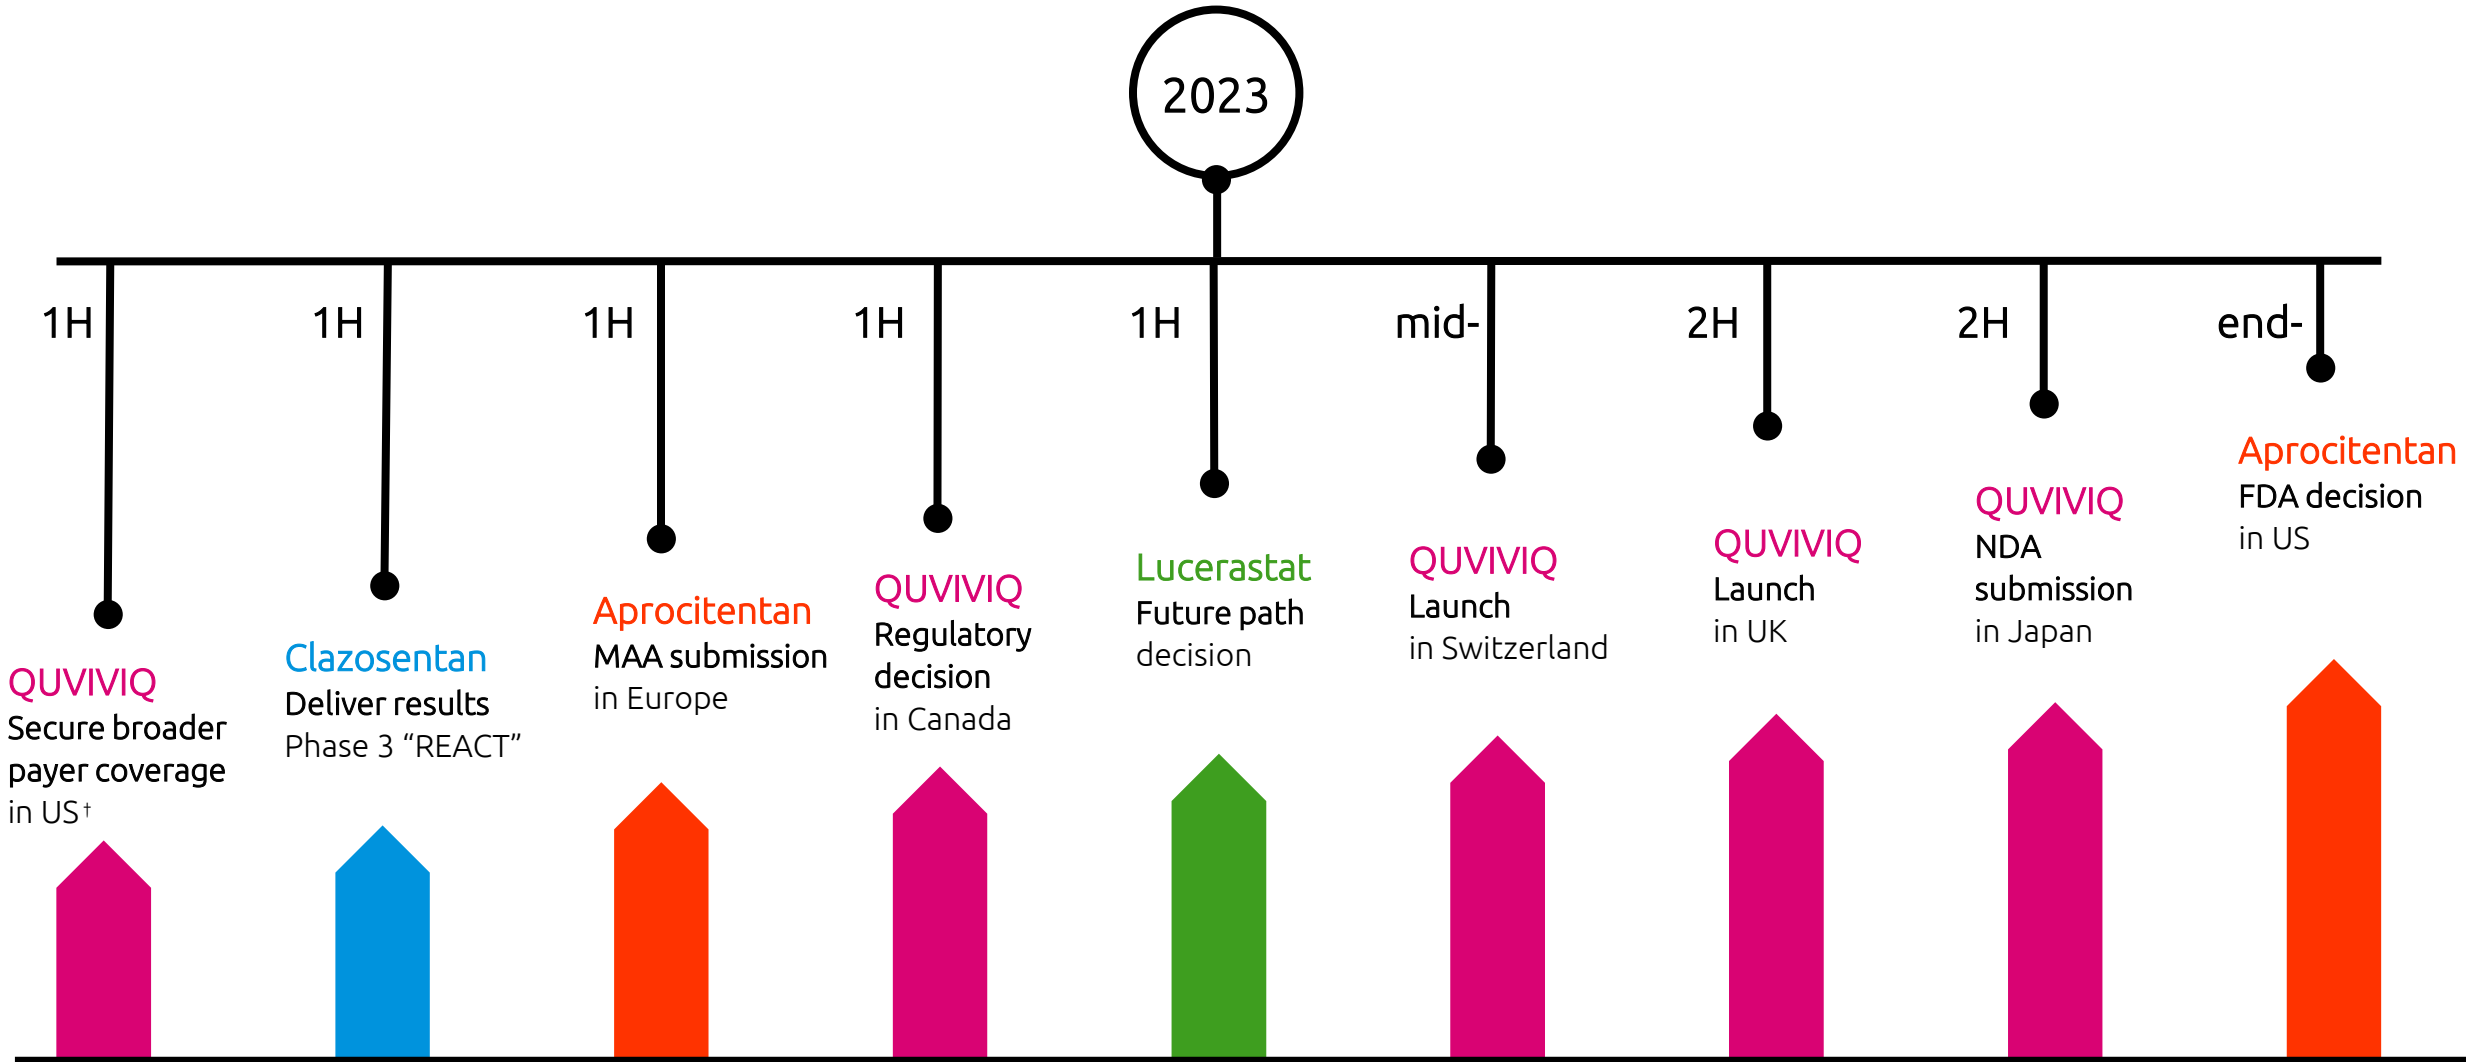 2023
1H
1H
1H
1H
1H
mid-
2H
2H
end-
QUVIVIQ
Secure broader
payer coverage
in US†
Clazosentan
Deliver results
Phase 3 “REACT”
Aprocitentan
MAA submission
in Europe
QUVIVIQ
Regulatory
decision
in Canada
Lucerastat
Future path
decision
QUVIVIQ
Launch
in Switzerland
QUVIVIQ
Launch
in UK
QUVIVIQ
NDA
submission
in Japan
Aprocitentan
FDA decision
in US